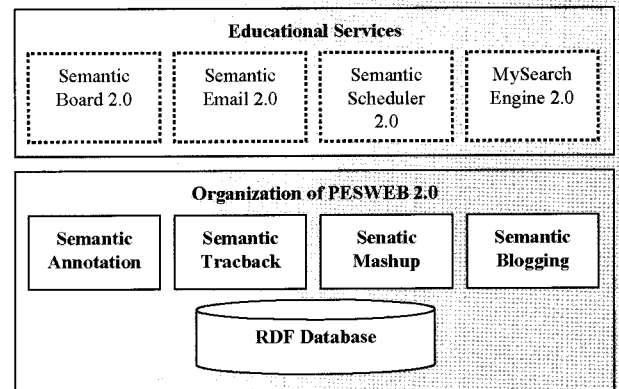 Educational Services
Semantic
Board 2.0
Semantic
Email 2.0
Semantic
Scheduler
2.0
MySearch
Engine 2.0
Organization of PESWEB 2.0
Semantic
Annotation
Semantic
Tracback
Senatic
Mashup
Semantic
Blogging
RDF Database